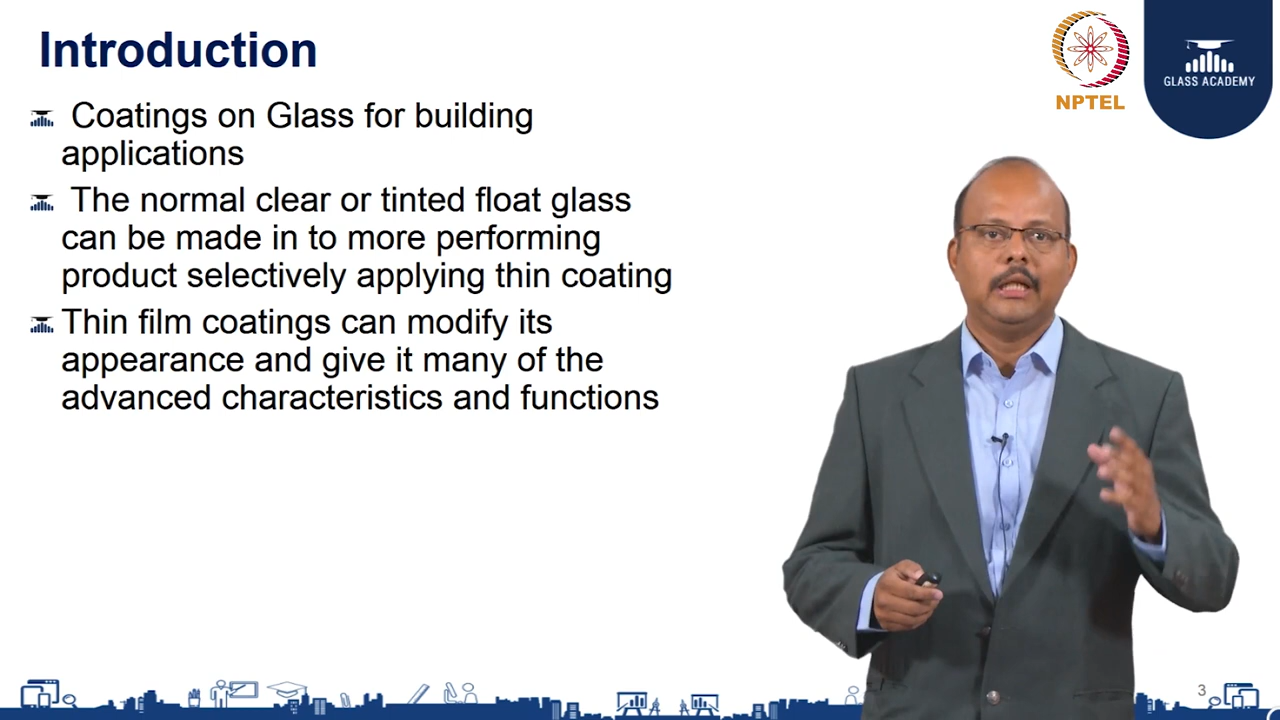 Introduction
Coatings on Glass for building
applications
The normal clear or tinted float glass
can be made in to more performing
product selectively applying thin coating
Thin film coatings can modify its
appearance and give it many of the
advanced characteristics and functions
NPTEL
GLASS ACADEMY
3